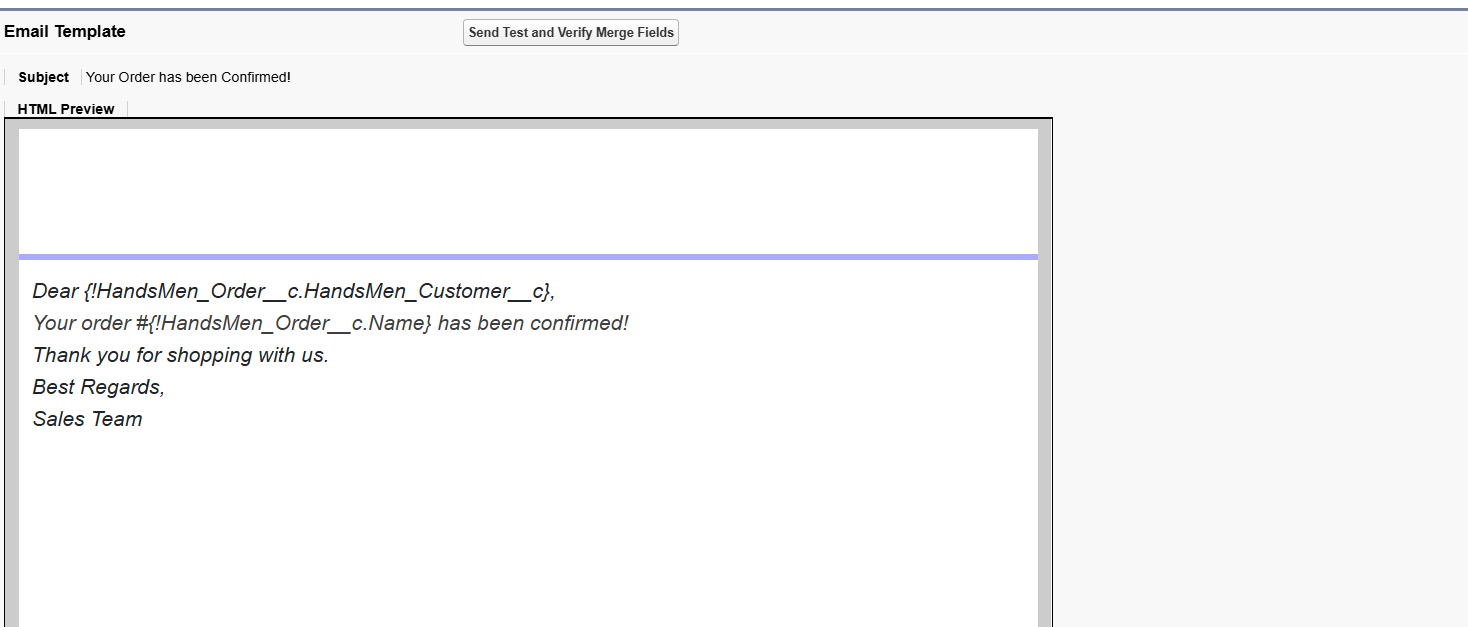 Email Template
Send Test and Verify Merge Fields
Subject
Your Order has been Confirmed!
HTML Preview
Dear {!HandsMen_Order__c.HandsMen_Customer__c},
Your order #{!HandsMen_Order__c.Name} has been confirmed!
Thank you for shopping with us.
Best Regards,
Sales Team